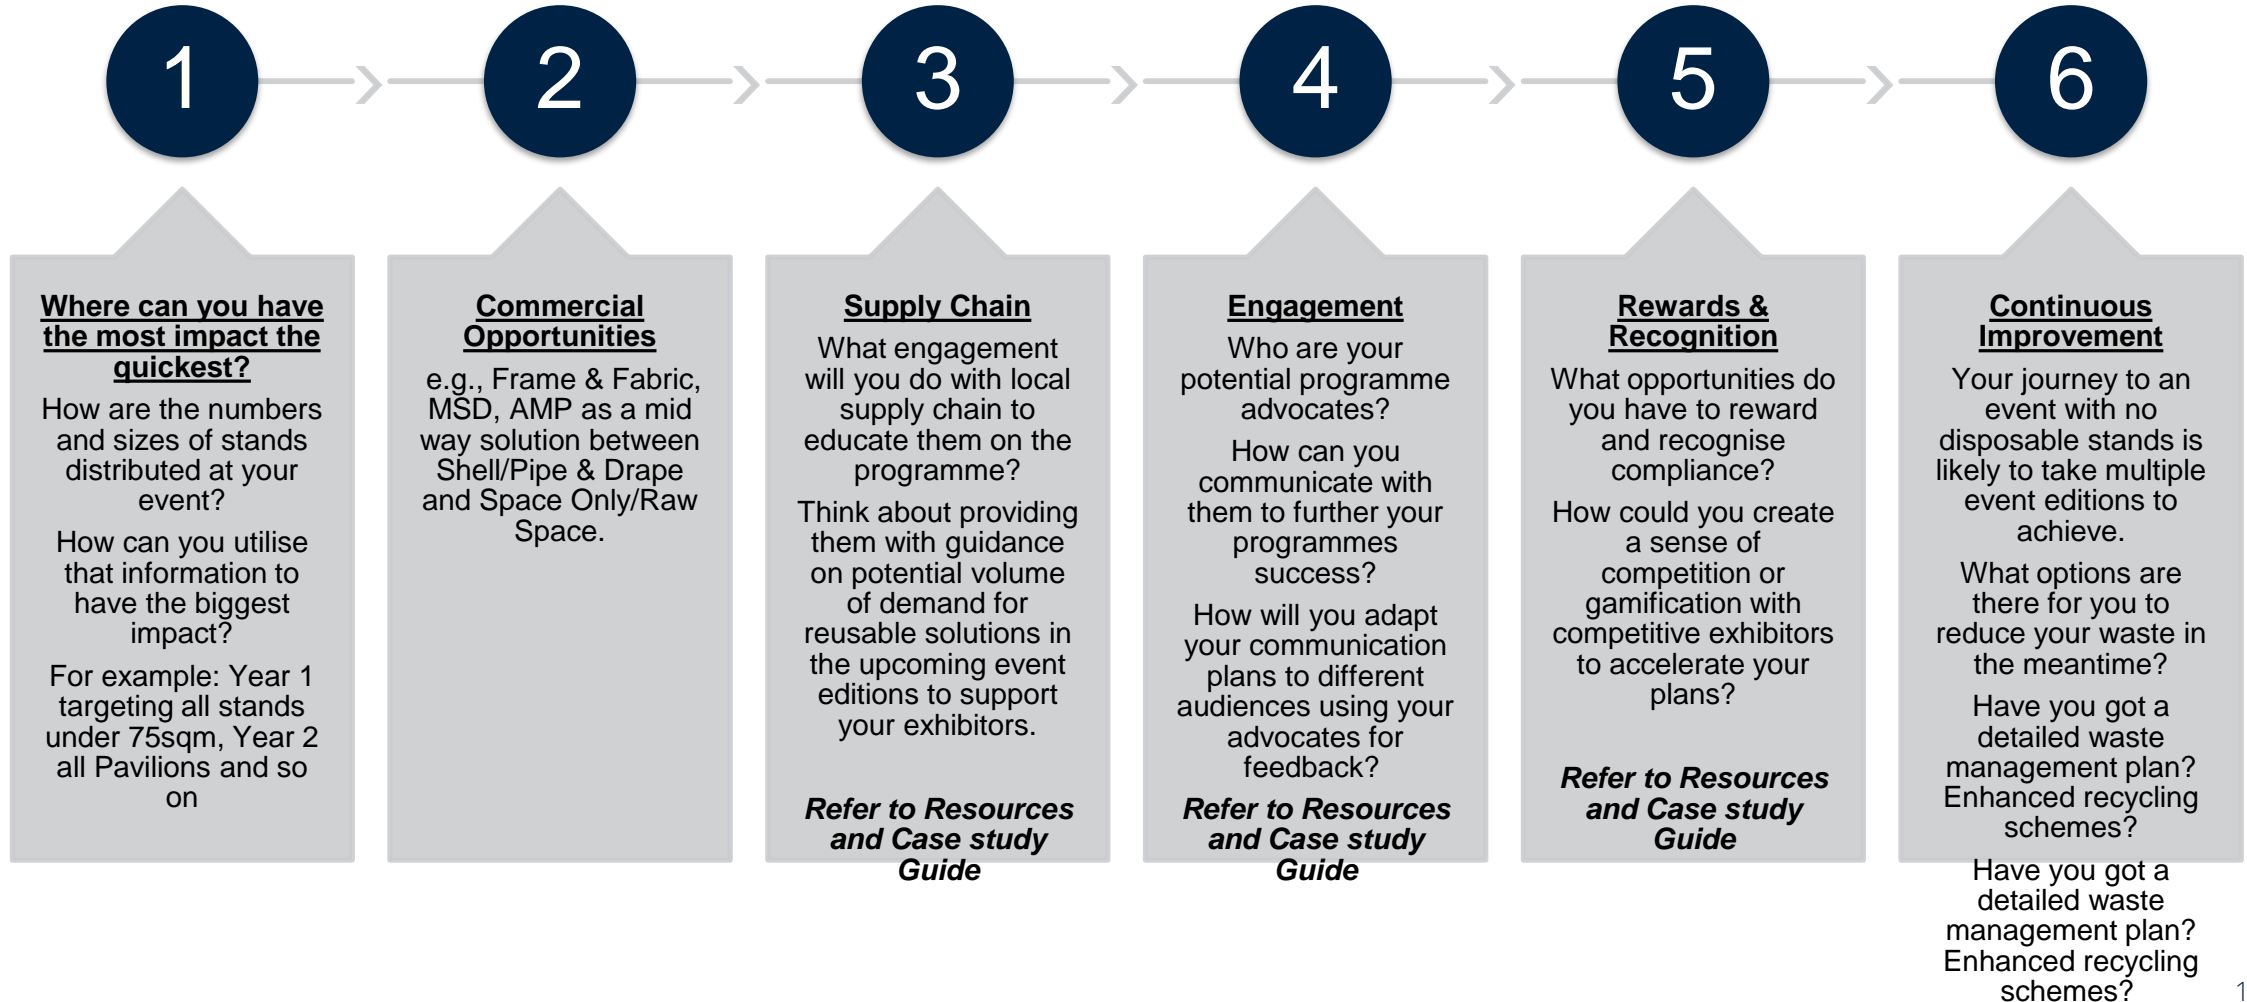 1
2
3
4
5
6
Where can you have
the most impact the
quickest?
How are the numbers
and sizes of stands
distributed at your
event?
How can you utilise
that information to
have the biggest
impact?
For example: Year 1
targeting all stands
under 75sqm, Year 2
all Pavilions and so
on
Commercial
Opportunities
e.g., Frame & Fabric,
MSD, AMP as a mid
way solution between
Shell/Pipe & Drape
and Space Only/Raw
Space.
Supply Chain
What engagement
will you do with local
supply chain to
educate them on the
programme?
Think about providing
them with guidance
on potential volume
of demand for
reusable solutions in
the upcoming event
editions to support
your exhibitors.
Refer to Resources
and Case study
Guide
Engagement
Who are your
potential programme
advocates?
How can you
communicate with
them to further your
programmes
success?
How will you adapt
your communication
plans to different
audiences using your
advocates for
feedback?
Refer to Resources
and Case study
Guide
Rewards &
Recognition
What opportunities do
you have to reward
and recognise
compliance?
How could you create
a sense of
competition or
gamification with
competitive exhibitors
to accelerate your
plans?
Refer to Resources
and Case study
Guide
Continuous
Improvement
Your journey to an
event with no
disposable stands is
likely to take multiple
event editions to
achieve.
What options are
there for you to
reduce your waste in
the meantime?
Have you got a
detailed waste
management plan?
Enhanced recycling
schemes?
Have you got a
detailed waste
management plan?
Enhanced recycling
schemes?
1